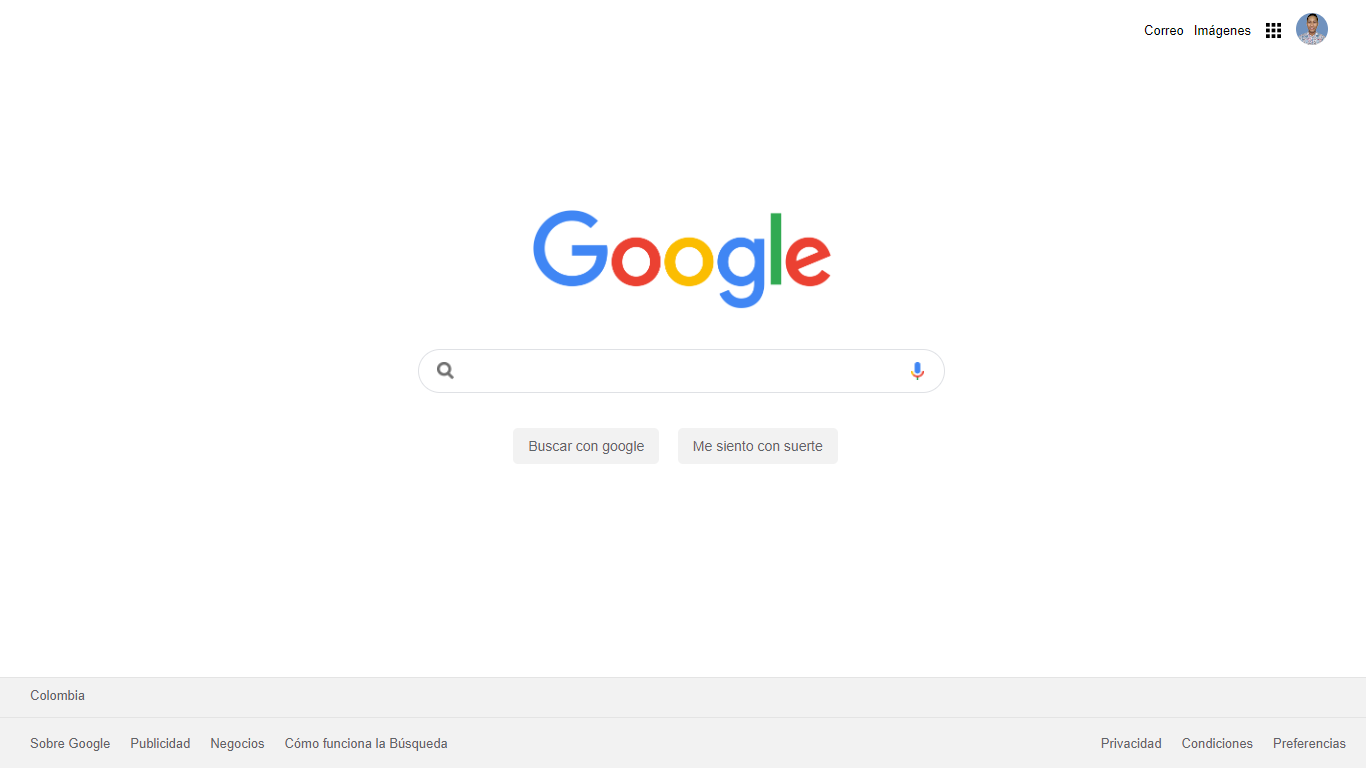 Correo Imágenes
Google
Buscar con google Me siento con suerte
Colombia
Sobre Google Publicidad Negocios Cómo funciona la Búsqueda Privacidad Condiciones Preferencias